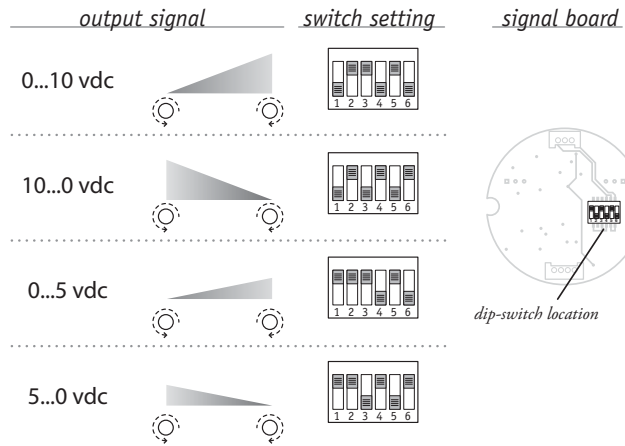 output signal switch setting signal board
0...10 vdc
1 2 3 4 5 6
10...0 vdc
1 2 3 4 5 6
0...5 vdc
1 2 3 4 5 6
dip-switch location
5...0 vdc
1 2 3 4 5 6